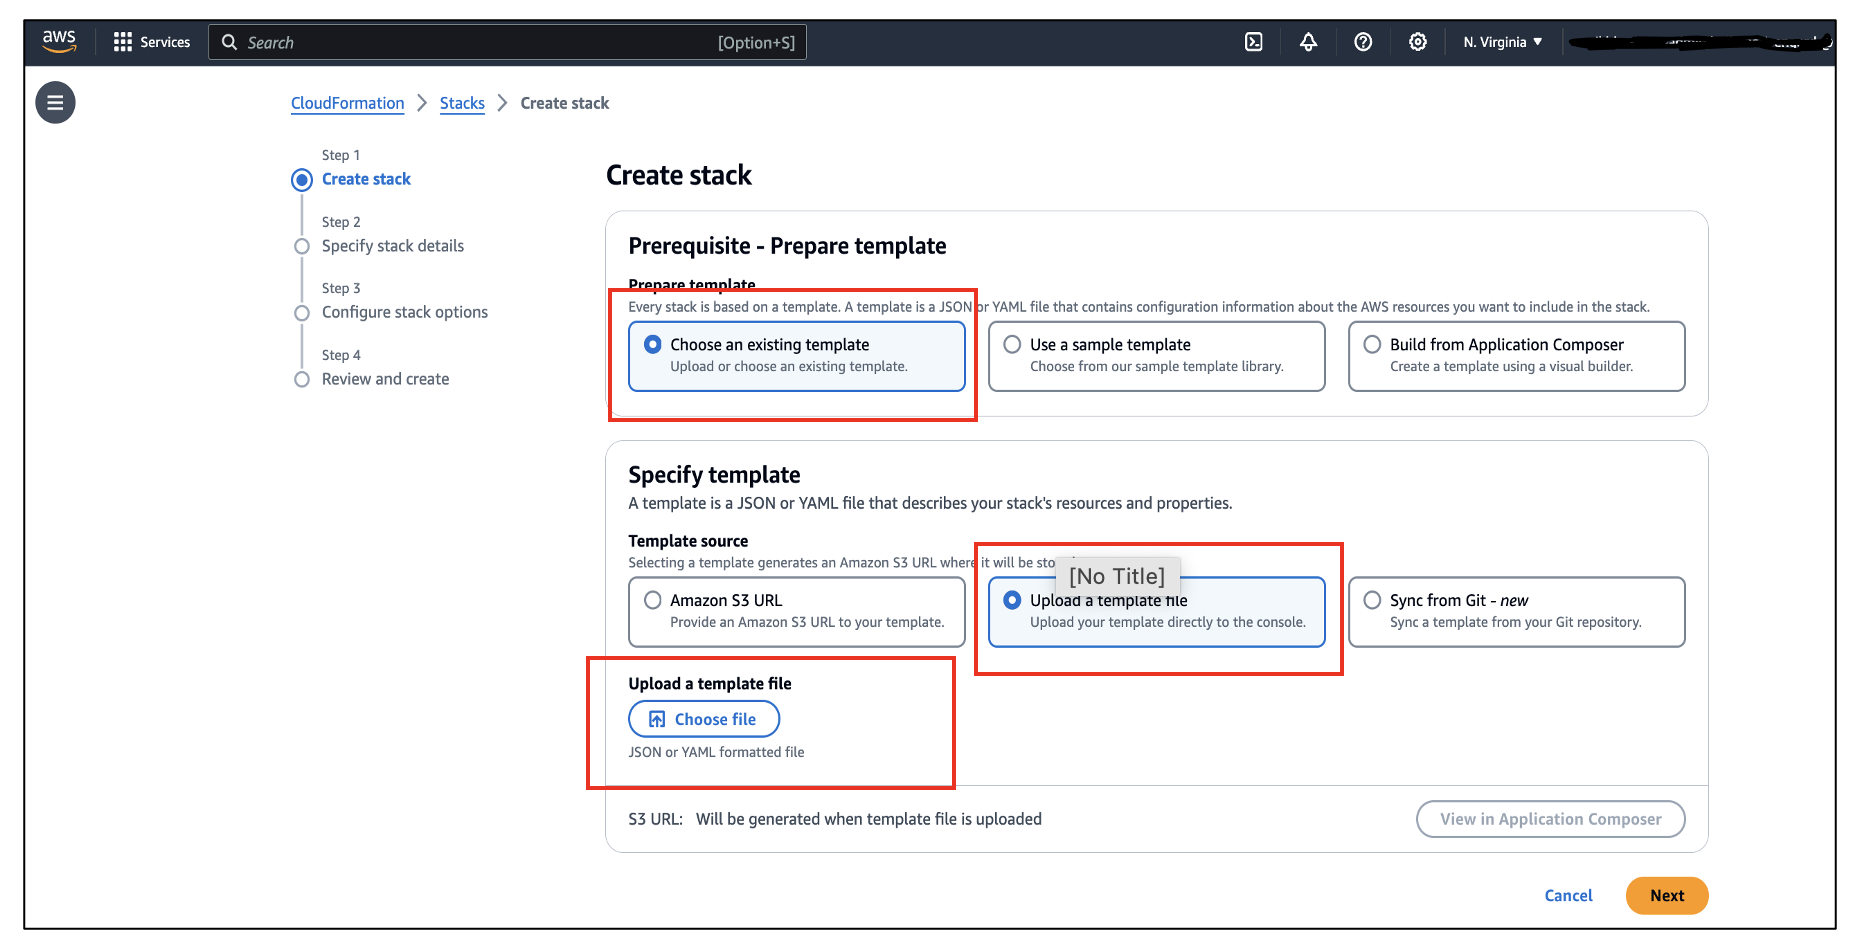 aws
Services
Search
[Option+S]
N. Virginia
CloudFormation
Stacks
Create stack
Step 1
Create stack
Step 2
Specify stack details
Step 3
Configure stack options
Step 4
Review and create
Create stack
Prerequisite - Prepare template
Prepare template
Every stack is based on a template. A template is a JSON or YAML file that contains configuration information about the AWS resources you want to include in the stack.
Choose an existing template
Upload or choose an existing template.
Use a sample template
Choose from our sample template library.
Build from Application Composer
Create a template using a visual builder.
Specify template
A template is a JSON or YAML file that describes your stack's resources and properties.
Template source
Selecting a template generates an Amazon S3 URL where it will be
[No Title]
Amazon S3 URL
Provide an Amazon S3 URL to your template.
Upload a template file
Upload your template directly to the console.
Sync from Git - new
Sync a template from your Git repository.
Upload a template file
Choose file
JSON or YAML formatted file
S3 URL: Will be generated when template file is uploaded
View in Application Composer
Cancel
Next